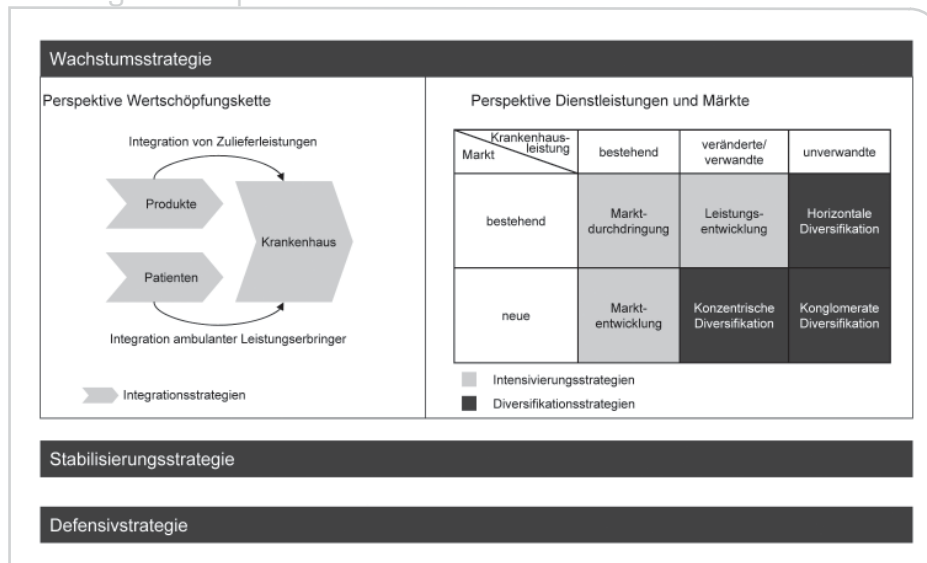 Wachstumsstrategie
Perspektive Wertschöpfungskette
Integration von Zulieferleistungen
Produkte
Krankenhaus
Patienten
Integration ambulanter Leistungserbringer
Integrationsstrategien
Perspektive Dienstleistungen und Märkte
Krankenhaus-
leistung
Markt
bestehend
veränderte/
verwandte
unverwandte
bestehend
Markt-
durchdringung
Leistungs-
entwicklung
Horizontale
Diversifikation
neue
Markt-
entwicklung
Konzentrische
Diversifikation
Konglomerate
Diversifikation
Intensivierungsstrategien
Diversifikationsstrategien
Stabilisierungsstrategie
Defensivstrategie